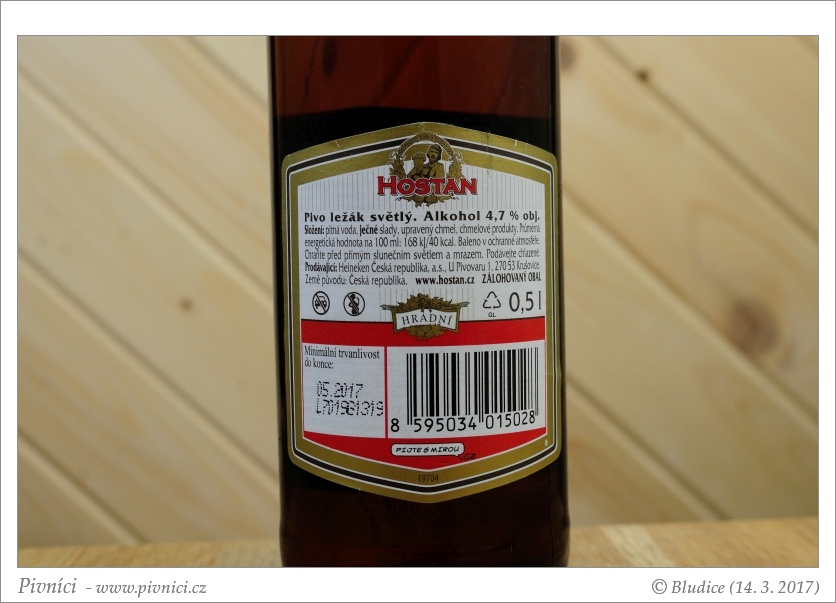 HOSTAN
Pivo ležák světlý. Alkohol 4,7 % obj.
Složení: pitná voda, ječné slady, upravený chmel, chmelové produkty. Průměrná
energetická hodnota na 100 ml: 168 kJ/40 kcal. Baleno v ochranné atmosféře.
Chraňte před přímým slunečním světlem a mrazem. Podávejte chlazené.
Prodávající: Heineken Česká republika, a.s., U Pivovaru 1, 270 53 Krušovice.
Země původu: Česká republika. www.hostan.cz ZÁLOHOVANÝ OBAL
GL
0,5 l
HRADNÍ
Minimální trvanlivost
do konce:
05.2017
L701981319
8 595034 015028
PIJTE S MÍROU
.CZ
19704
Pivníci - www.pivnici.cz
© Bludice (14. 3. 2017)